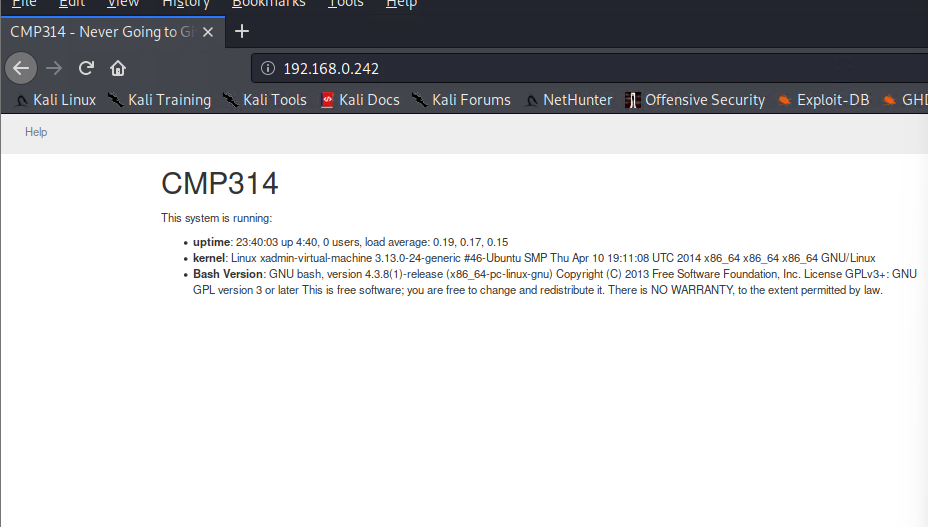 File Edit View History Bookmarks Tools Help
CMP314 - Never Going to Gi
192.168.0.242
Kali Linux Kali Training Kali Tools Kali Docs Kali Forums NetHunter Offensive Security Exploit-DB GHD
Help
CMP314
This system is running:
• uptime: 23:40:03 up 4:40, 0 users, load average: 0.19, 0.17, 0.15
• kernel: Linux xadmin-virtual-machine 3.13.0-24-generic #46-Ubuntu SMP Thu Apr 10 19:11:08 UTC 2014 x86_64 x86_64 x86_64 GNU/Linux
• Bash Version: GNU bash, version 4.3.8(1)-release (x86_64-pc-linux-gnu) Copyright (C) 2013 Free Software Foundation, Inc. License GPLv3+: GNU
GPL version 3 or later This is free software; you are free to change and redistribute it. There is NO WARRANTY, to the extent permitted by law.